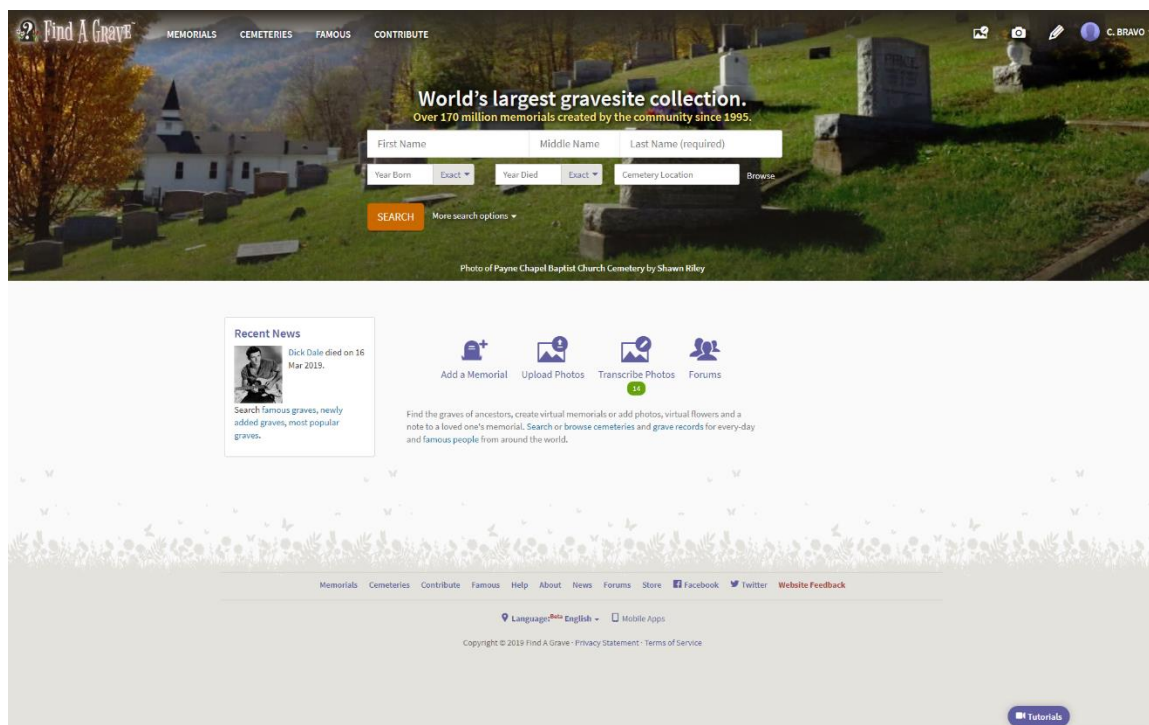 Find A Grave™
MEMORIALS CEMETERIES FAMOUS CONTRIBUTE
C. BRAVO
World's largest gravesite collection.
Over 170 million memorials created by the community since 1995.
First Name Middle Name Last Name (required)
Year Born Exact Year Died Exact Cemetery Location Browse
SEARCH More search options
Photo of Payne Chapel Baptist Church Cemetery by Shawn Riley
Recent News
Dick Dale died on 16
Mar 2019.
Search famous graves, newly
added graves, most popular
graves.
Add a Memorial Upload Photos Transcribe Photos Forums
14
Find the graves of ancestors, create virtual memorials or add photos, virtual flowers and a
note to a loved one's memorial. Search or browse cemeteries and grave records for every-day
and famous people from around the world.
Memorials Cemeteries Contribute Famous Help About News Forums Store Facebook Twitter Website Feedback
Language:Beta English Mobile Apps
Copyright © 2019 Find A Grave · Privacy Statement · Terms of Service
Tutorials